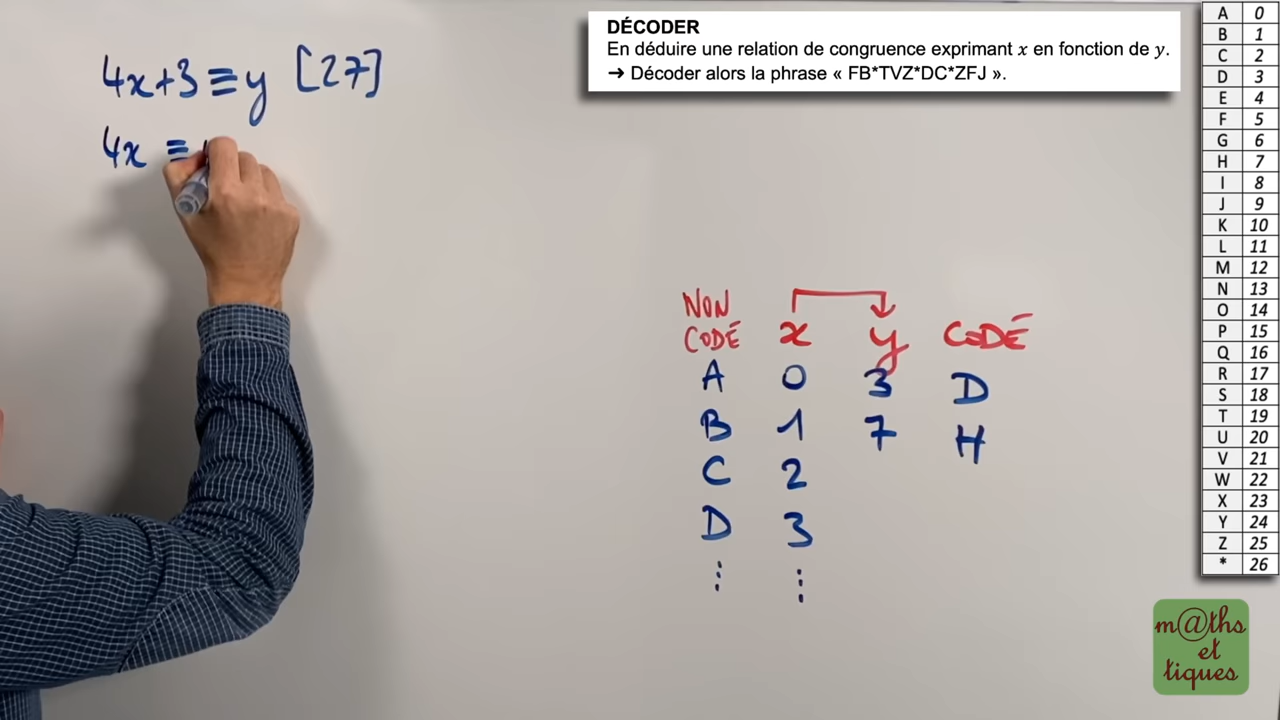 4x+3≡y [27]
4x ≡
DÉCODER
En déduire une relation de congruence exprimant x en fonction de y.
➔ Décoder alors la phrase « FB*TVZ*DC*ZFJ ».
NON CODÉ x y CODÉ
A 0 3 D
B 1 7 H
C 2
D 3
⋮ ⋮
A 0
B 1
C 2
D 3
E 4
F 5
G 6
H 7
I 8
J 9
K 10
L 11
M 12
N 13
O 14
P 15
Q 16
R 17
S 18
T 19
U 20
V 21
W 22
X 23
Y 24
Z 25
* 26
m@ths
et
tiques